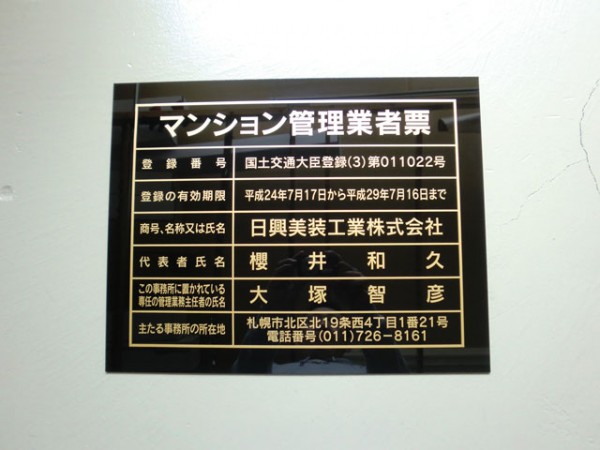 マンション管理業者票
登録番号 国土交通大臣登録(3)第011022号
登録の有効期限 平成24年7月17日から平成29年7月16日まで
商号、名称又は氏名 日興美装工業株式会社
代表者氏名 櫻井和久
この事務所に置かれている
専任の管理業務主任者の氏名 大塚智彦
主たる事務所の所在地 札幌市北区北19条西4丁目1番21号
電話番号(011)726-8161